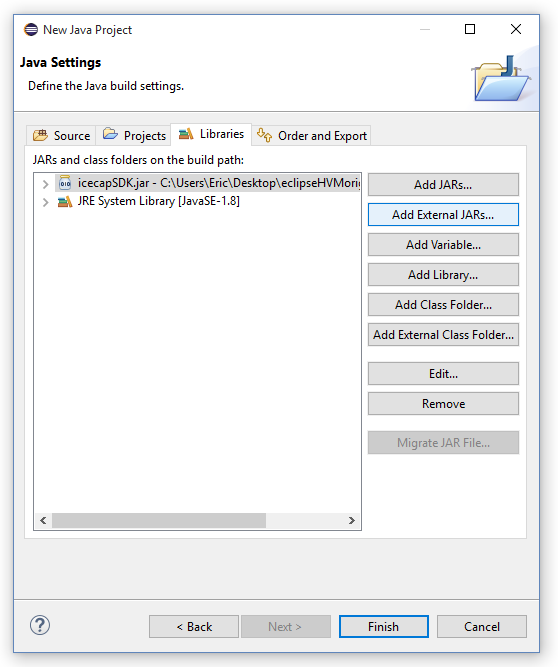 New Java Project
Java Settings
Define the Java build settings.
Source Projects Libraries Order and Export
JARs and class folders on the build path:
icecapSDK.jar - C:\Users\Eric\Desktop\eclipseHVMorig
JRE System Library [JavaSE-1.8]
Add JARs...
Add External JARs...
Add Variable...
Add Library...
Add Class Folder...
Add External Class Folder...
Edit...
Remove
Migrate JAR File...
? < Back Next > Finish Cancel